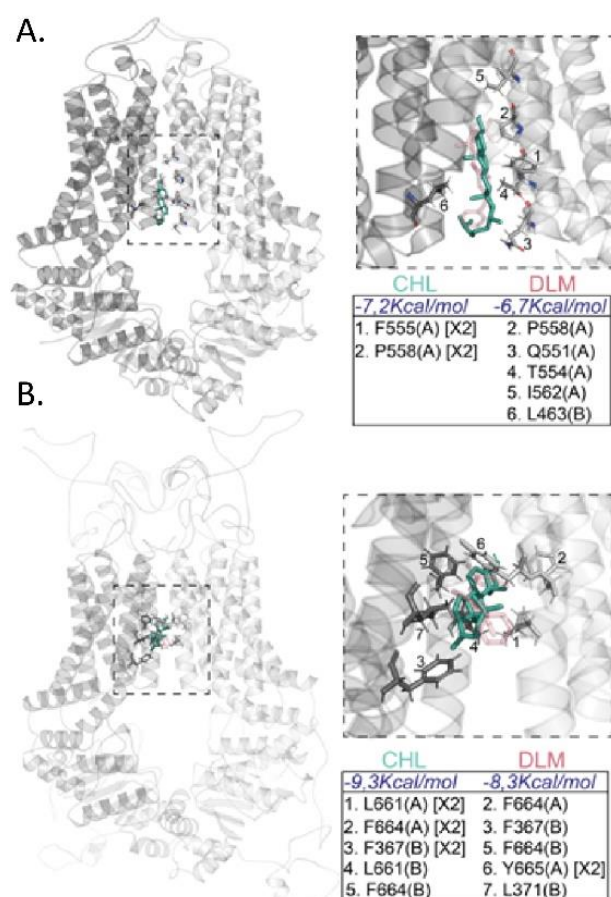 A.
5
2
1
4
6
3
CHL DLM
-7,2Kcal/mol -6,7Kcal/mol
1. F555(A) [X2] 2. P558(A)
2. P558(A) [X2] 3. Q551(A)
4. T554(A)
5. I562(A)
6. L463(B)
B.
5 6 2
7
4 1
3
CHL DLM
-9,3Kcal/mol -8,3Kcal/mol
1. L661(A) [X2] 2. F664(A)
2. F664(A) [X2] 3. F367(B)
3. F367(B) [X2] 5. F664(B)
4. L661(B) 6. Y665(A) [X2]
5. F664(B) 7. L371(B)